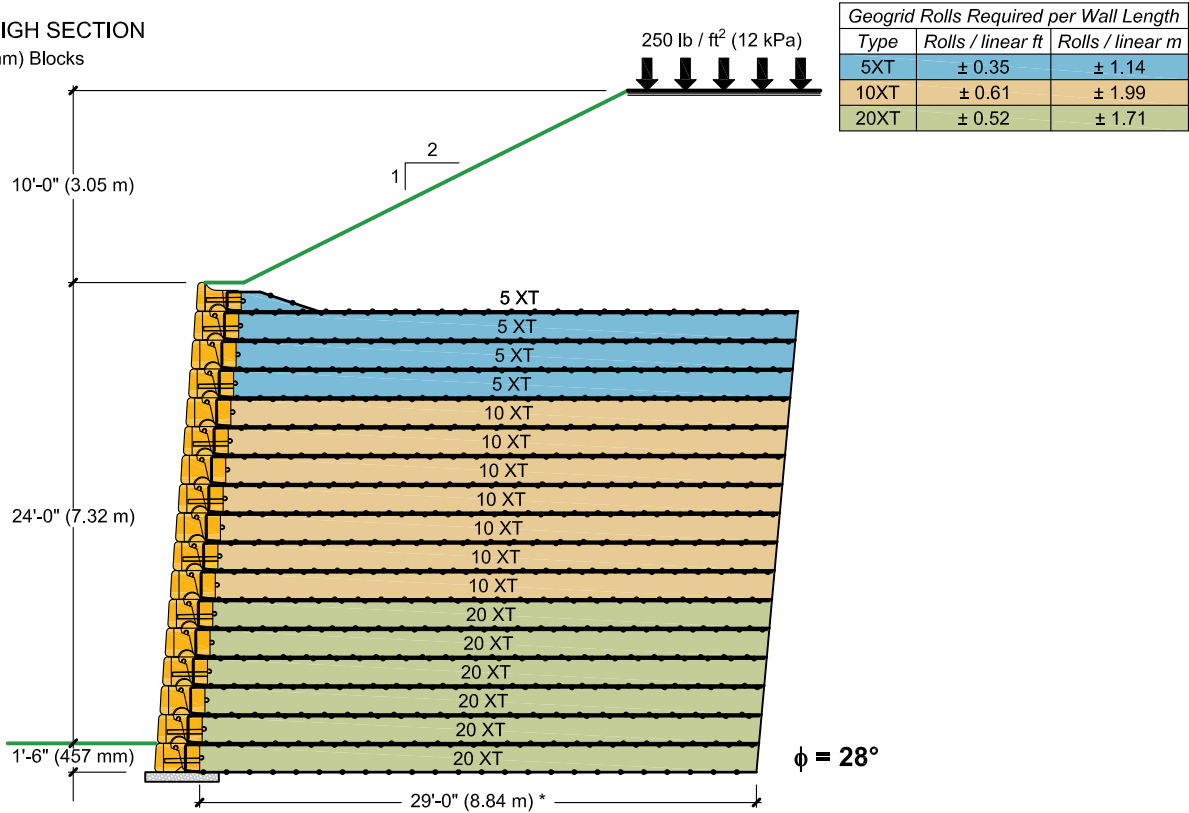 IGH SECTION
m) Blocks
250 lb / ft² (12 kPa)
Geogrid Rolls Required per Wall Length
Type Rolls / linear ft Rolls / linear m
5XT ± 0.35 ± 1.14
10XT ± 0.61 ± 1.99
20XT ± 0.52 ± 1.71
2
1
10'-0" (3.05 m)
5 XT
5 XT
5 XT
5 XT
10 XT
10 XT
10 XT
10 XT
24'-0" (7.32 m)
10 XT
10 XT
10 XT
20 XT
20 XT
20 XT
20 XT
20 XT
20 XT
1'-6" (457 mm)
ϕ = 28°
29'-0" (8.84 m) *